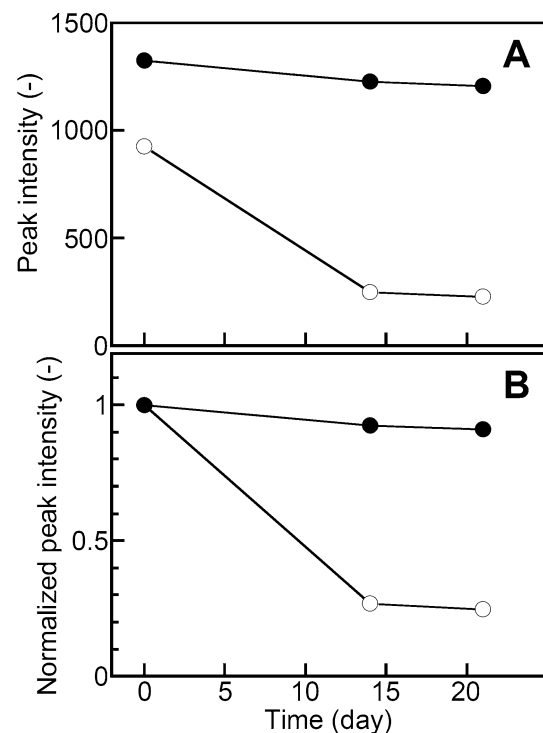 1500
A
1000
500
0
Peak intensity (-)
B
1
0.5
0
Normalized peak intensity (-)
0 5 10 15 20
Time (day)